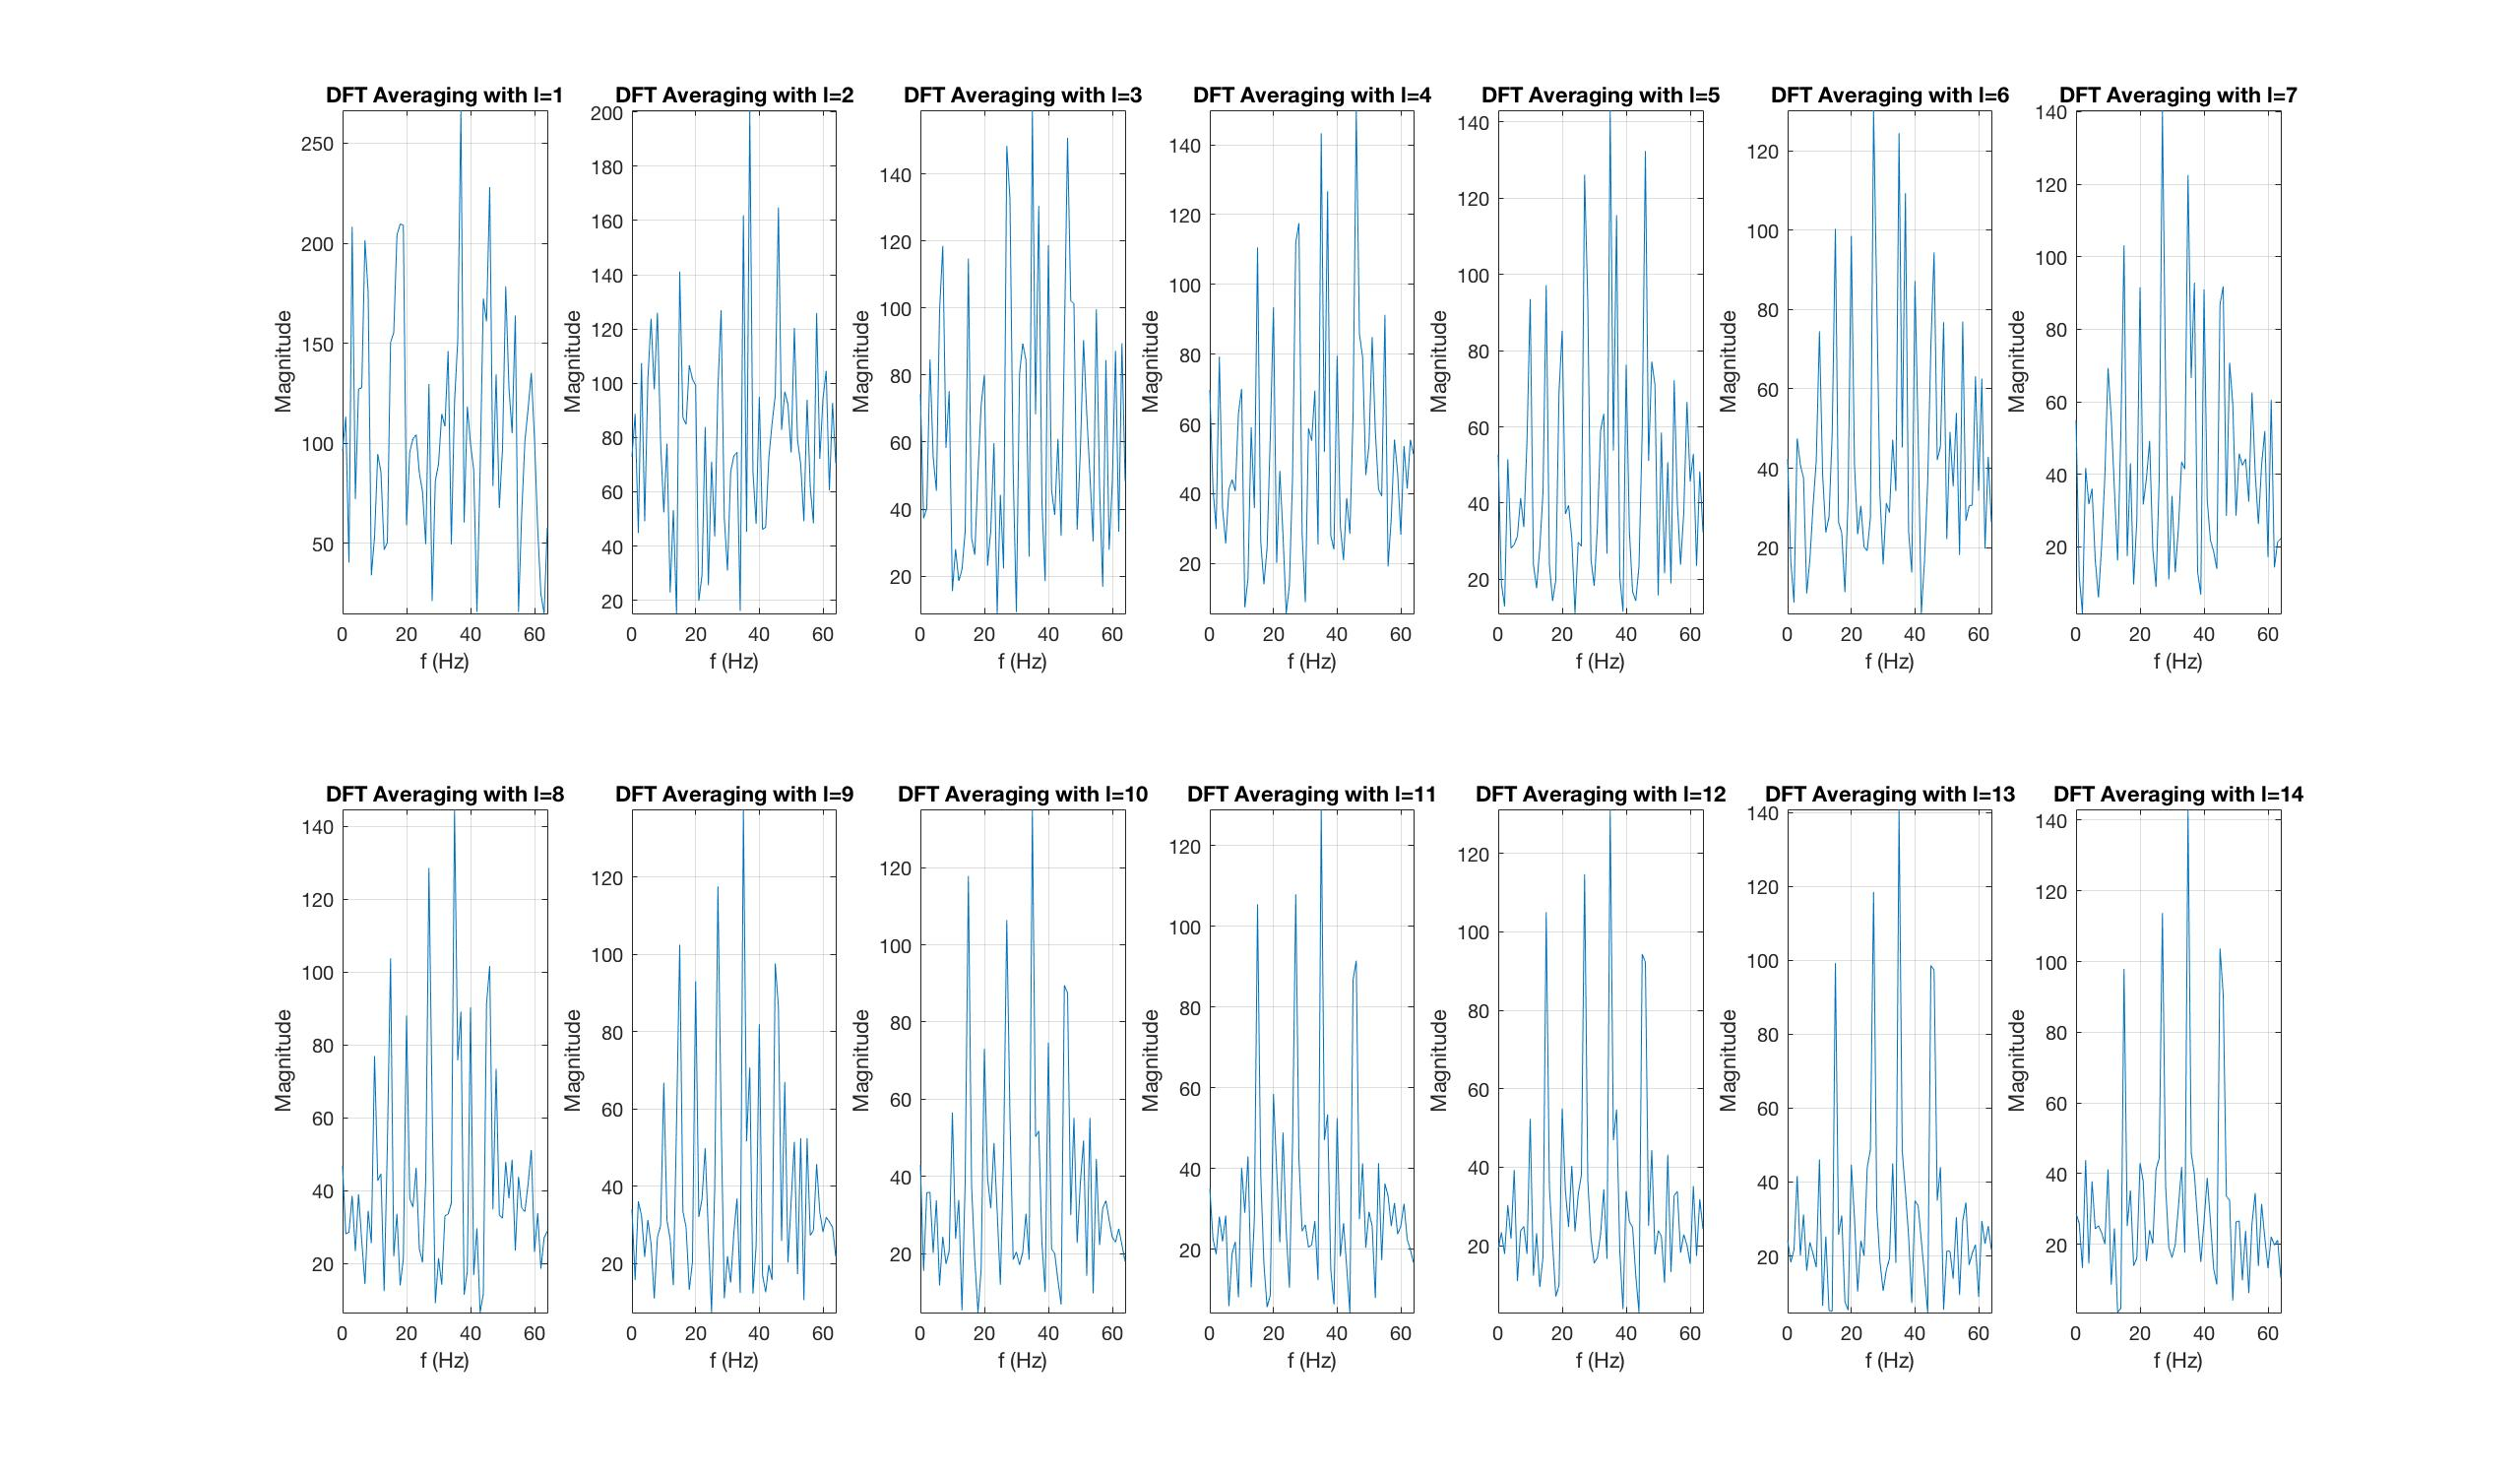 DFT Averaging with l=1
250
200
150
100
50
Magnitude
0 20 40 60
f (Hz)
DFT Averaging with l=2
200
180
160
140
120
100
80
60
40
20
Magnitude
0 20 40 60
f (Hz)
DFT Averaging with l=3
140
120
100
80
60
40
20
Magnitude
0 20 40 60
f (Hz)
DFT Averaging with l=4
140
120
100
80
60
40
20
Magnitude
0 20 40 60
f (Hz)
DFT Averaging with l=5
140
120
100
80
60
40
20
Magnitude
0 20 40 60
f (Hz)
DFT Averaging with l=6
120
100
80
60
40
20
Magnitude
0 20 40 60
f (Hz)
DFT Averaging with l=7
140
120
100
80
60
40
20
Magnitude
0 20 40 60
f (Hz)
DFT Averaging with l=8
140
120
100
80
60
40
20
Magnitude
0 20 40 60
f (Hz)
DFT Averaging with l=9
120
100
80
60
40
20
Magnitude
0 20 40 60
f (Hz)
DFT Averaging with l=10
120
100
80
60
40
20
Magnitude
0 20 40 60
f (Hz)
DFT Averaging with l=11
120
100
80
60
40
20
Magnitude
0 20 40 60
f (Hz)
DFT Averaging with l=12
120
100
80
60
40
20
Magnitude
0 20 40 60
f (Hz)
DFT Averaging with l=13
140
120
100
80
60
40
20
Magnitude
0 20 40 60
f (Hz)
DFT Averaging with l=14
140
120
100
80
60
40
20
Magnitude
0 20 40 60
f (Hz)